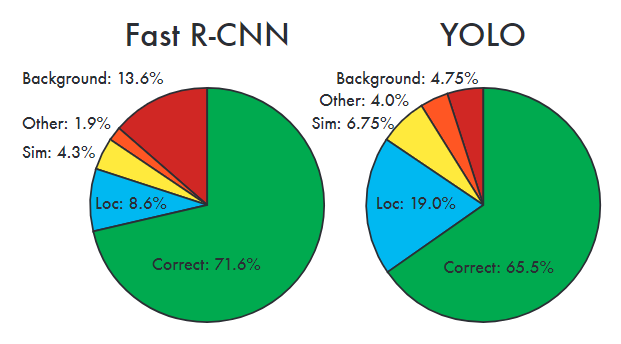 Fast R-CNN
Background: 13.6%
Other: 1.9%
Sim: 4.3%
Loc: 8.6%
Correct: 71.6%
YOLO
Background: 4.75%
Other: 4.0%
Sim: 6.75%
Loc: 19.0%
Correct: 65.5%